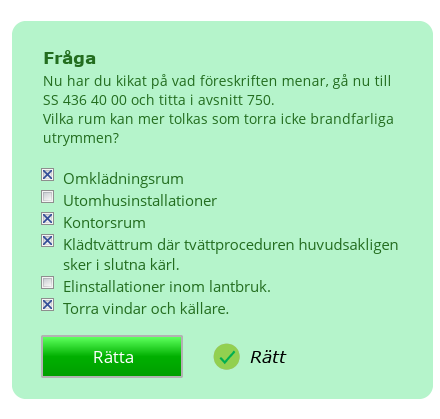 Fråga
Nu har du kikat på vad föreskriften menar, gå nu till
SS 436 40 00 och titta i avsnitt 750.
Vilka rum kan mer tolkas som torra icke brandfarliga
utrymmen?
Omklädningsrum
Utomhusinstallationer
Kontorsrum
Klädtvättrum där tvättproceduren huvudsakligen
sker i slutna kärl.
Elinstallationer inom lantbruk.
Torra vindar och källare.
Rätta
Rätt